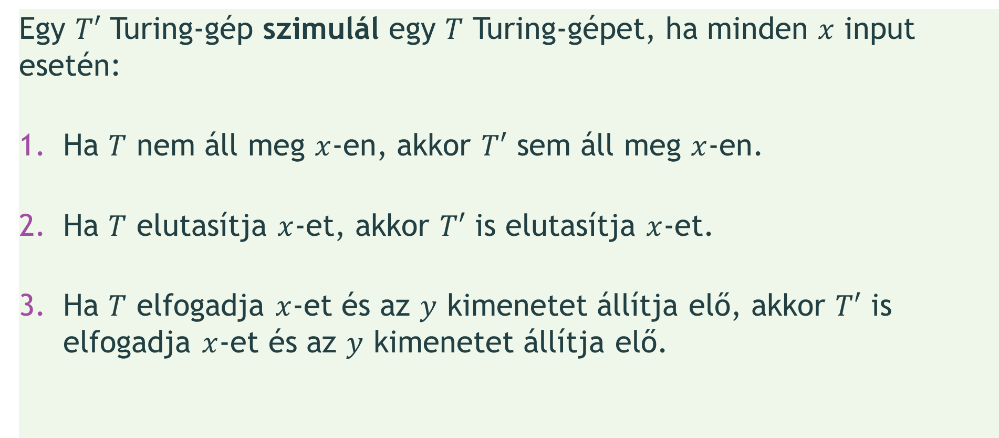 Egy T′ Turing-gép szimulál egy T Turing-gépet, ha minden x input
esetén:
1. Ha T nem áll meg x-en, akkor T′ sem áll meg x-en.
2. Ha T elutasítja x-et, akkor T′ is elutasítja x-et.
3. Ha T elfogadja x-et és az y kimenetet állítja elő, akkor T′ is
elfogadja x-et és az y kimenetet állítja elő.